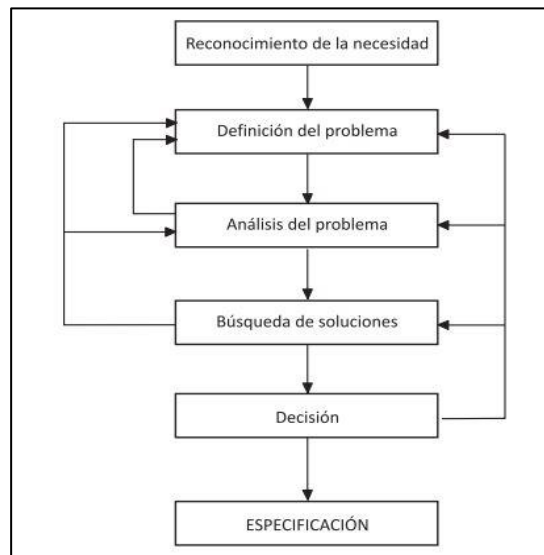 Reconocimiento de la necesidad
Definición del problema
Análisis del problema
Búsqueda de soluciones
Decisión
ESPECIFICACIÓN